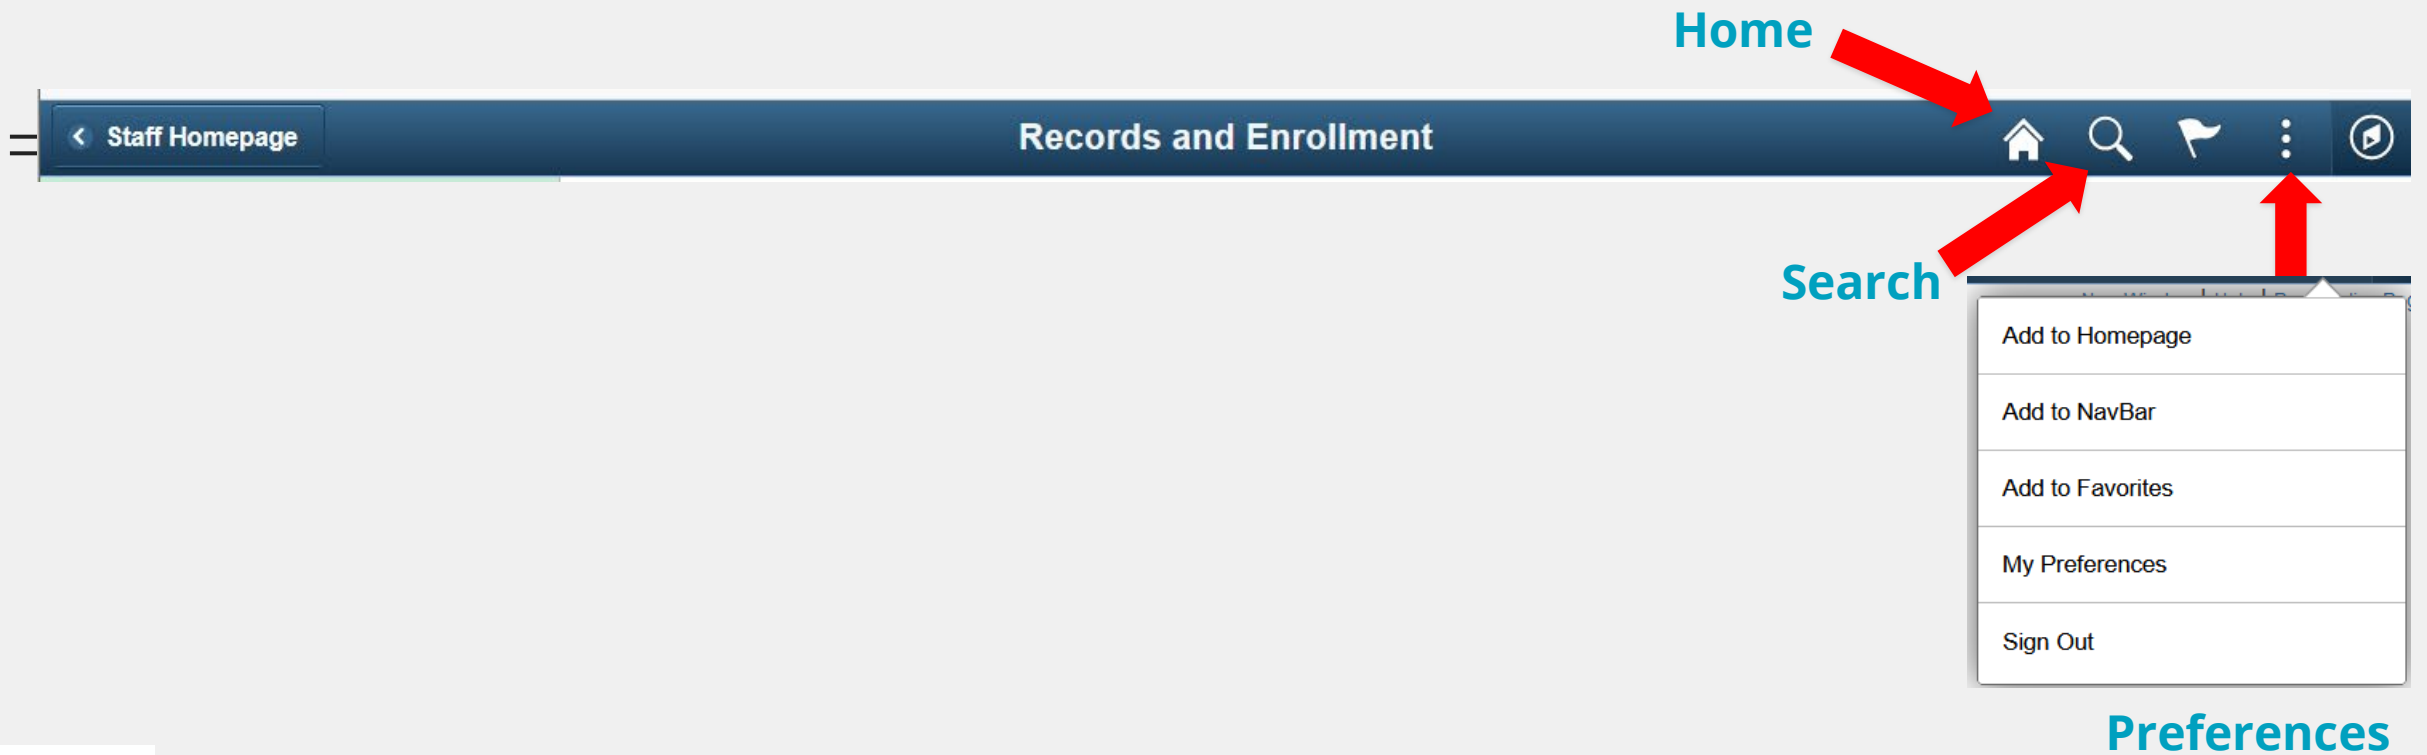 Home
Staff Homepage
Records and Enrollment
Search
Add to Homepage
Add to NavBar
Add to Favorites
My Preferences
Sign Out
Preferences